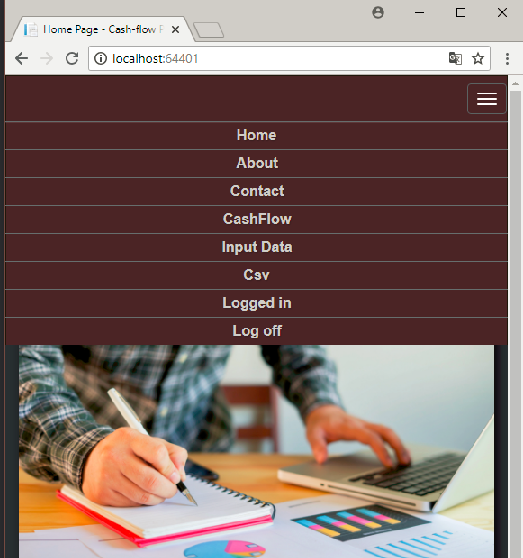 Home Page - Cash-flow F
localhost:64401
Home
About
Contact
CashFlow
Input Data
Csv
Logged in
Log off